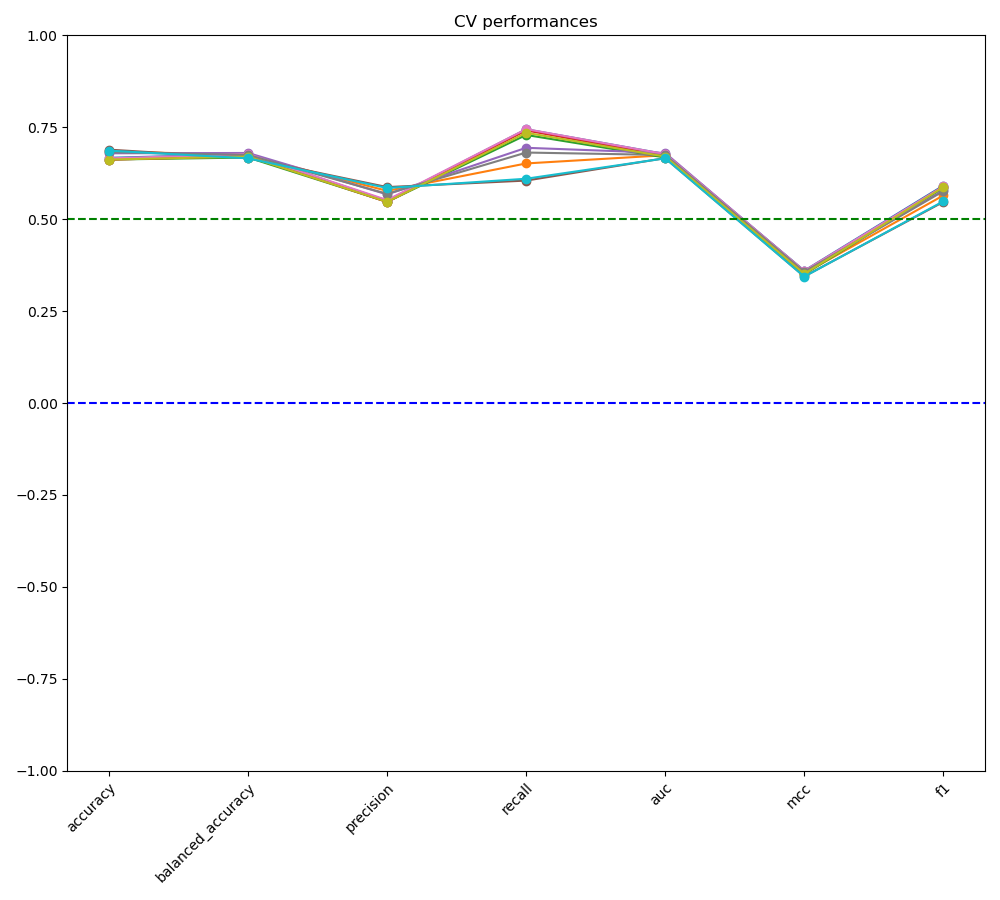 CV performances
1.00
0.75
0.50
0.25
0.00
−0.25
−0.50
−0.75
−1.00
accuracy
balanced_accuracy
precision
recall
auc
mcc
f1